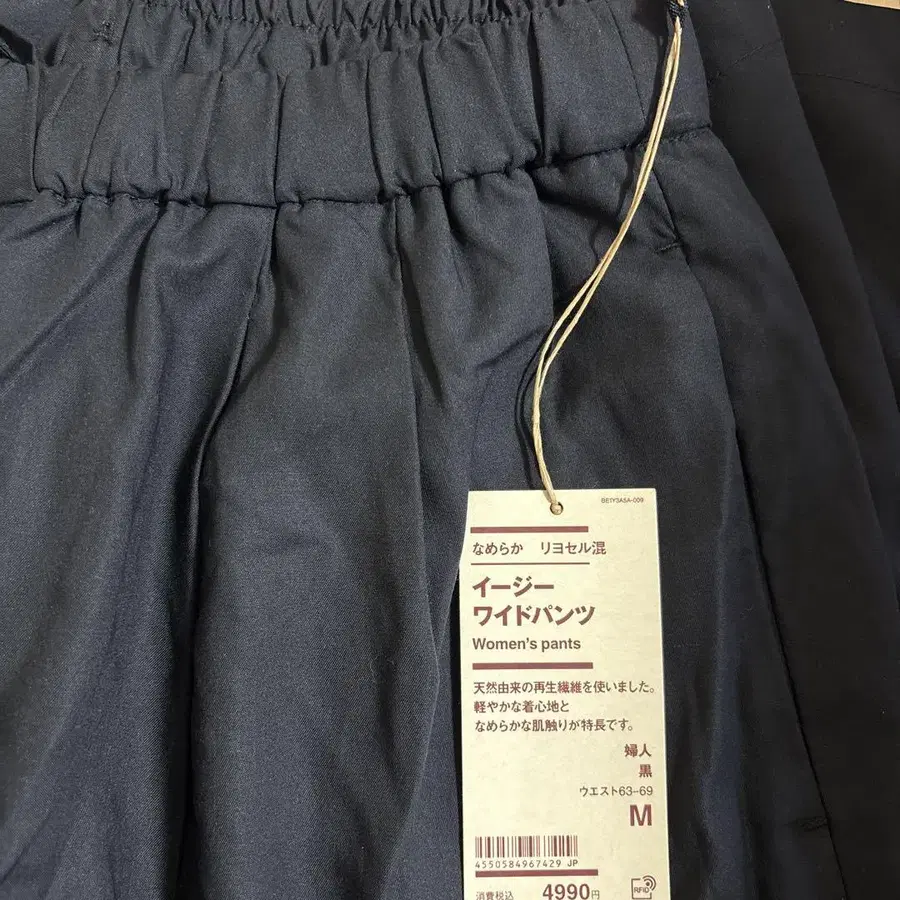 BE1Y3A5A-009
なめらか リヨセル混
イージー
ワイドパンツ
Women's pants
天然由来の再生繊維を使いました。
軽やかな着心地と
なめらかな肌触りが特長です。
婦人
黒
ウエスト63-69
M
4550584967429 JP
消費税込 4990円
RFID